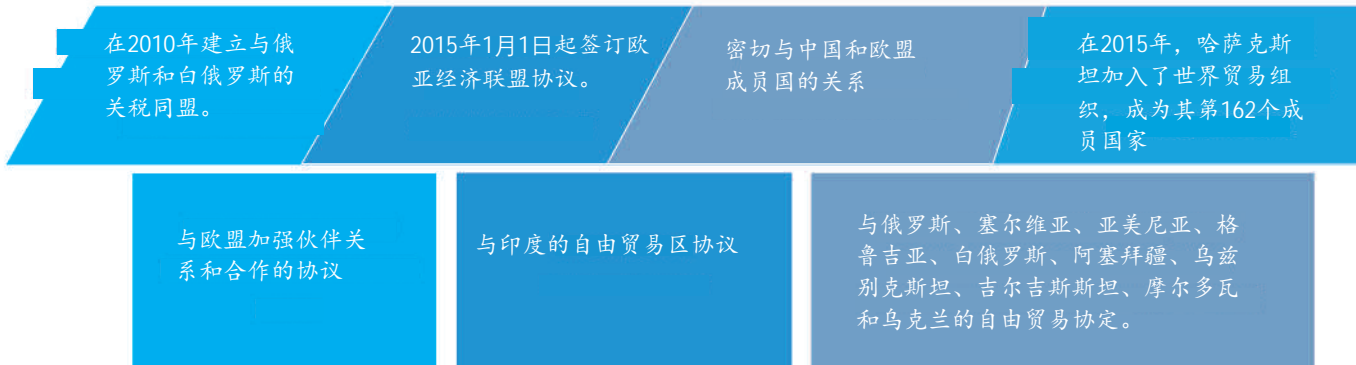 在2010年建立与俄
罗斯和白俄罗斯的
关税同盟。
2015年1月1日起签订欧
亚经济联盟协议。
密切与中国和欧盟
成员国的关系
在2015年，哈萨克斯
坦加入了世界贸易组
织，成为其第162个成
员国家
与欧盟加强伙伴关
系和合作的协议
与印度的自由贸易区协议
与俄罗斯、塞尔维亚、亚美尼亚、格
鲁吉亚、白俄罗斯、阿塞拜疆、乌兹
别克斯坦、吉尔吉斯斯坦、摩尔多瓦
和乌克兰的自由贸易协定。